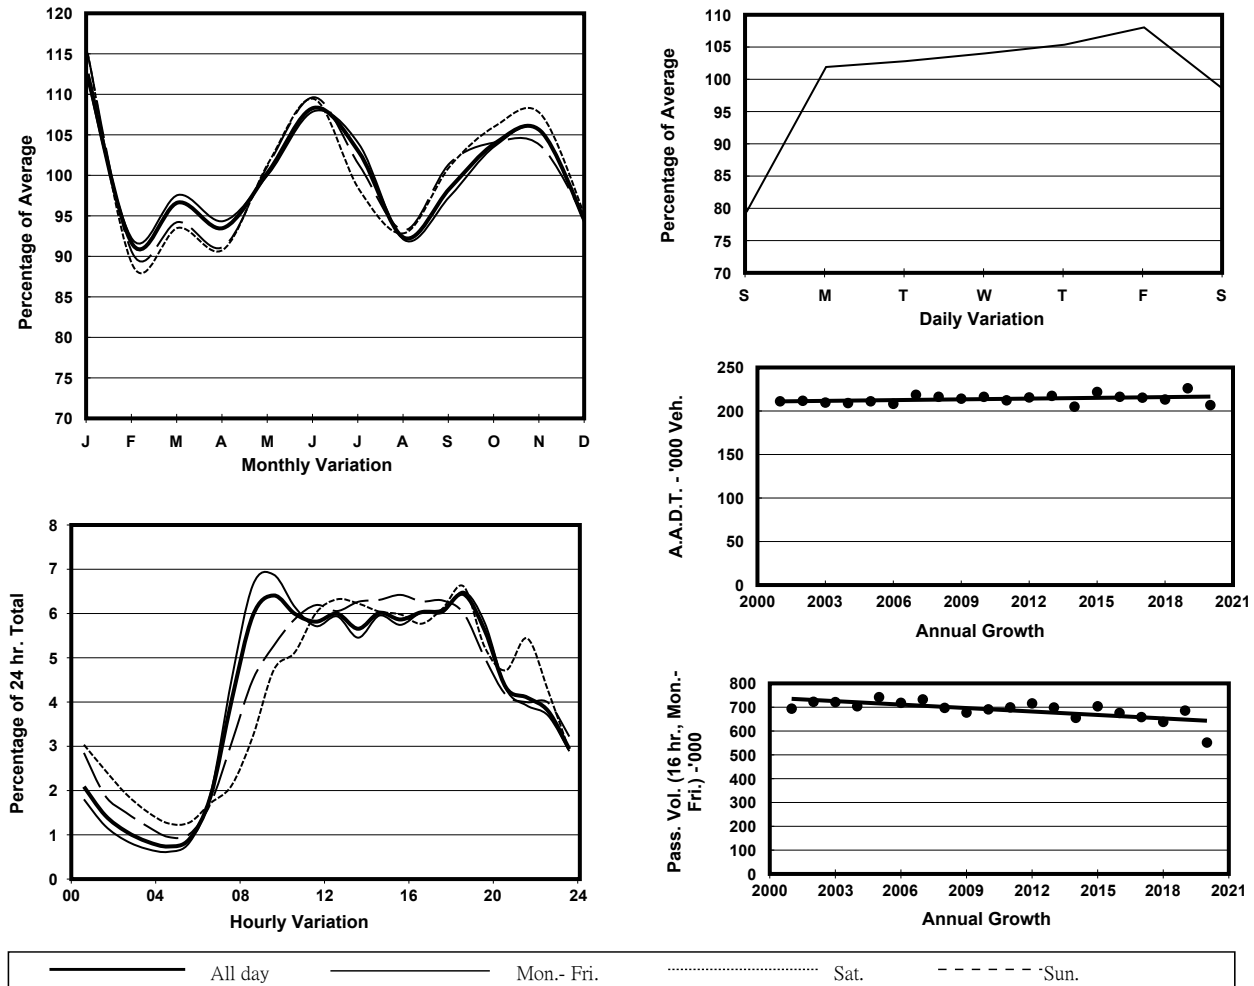 120
115
110
105
100
95
90
85
80
75
70
Percentage of Average
J F M A M J J A S O N D
Monthly Variation
110
105
100
95
90
85
80
75
70
Percentage of Average
S M T W T F S
Daily Variation
250
200
150
100
50
0
A.A.D.T. - '000 Veh.
2000 2003 2006 2009 2012 2015 2018 2021
Annual Growth
8
7
6
5
4
3
2
1
0
Percentage of 24 hr. Total
00 04 08 12 16 20 24
Hourly Variation
800
700
600
500
400
300
200
100
0
Pass. Vol. (16 hr., Mon.-
Fri.) -'000
2000 2003 2006 2009 2012 2015 2018 2021
Annual Growth
All day Mon.- Fri. Sat. Sun.